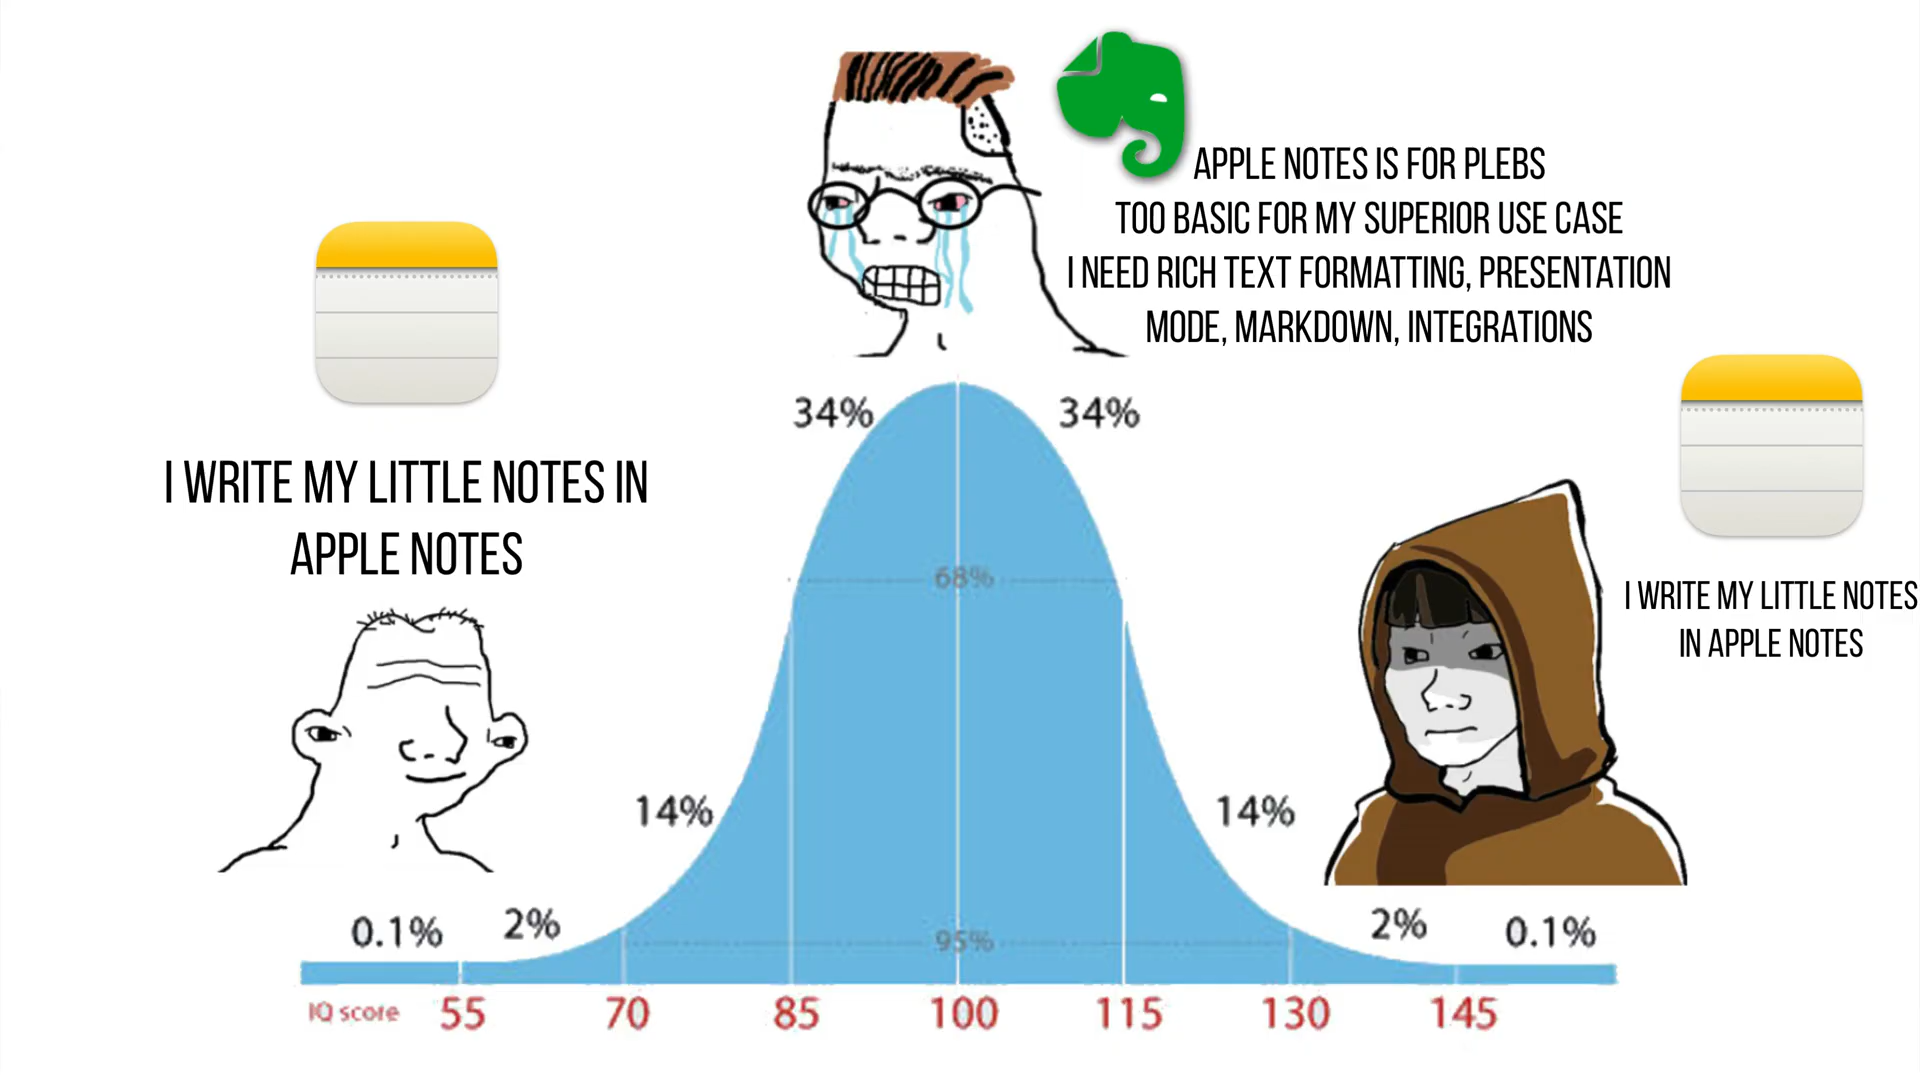 APPLE NOTES IS FOR PLEBS
TOO BASIC FOR MY SUPERIOR USE CASE
I NEED RICH TEXT FORMATTING, PRESENTATION
MODE, MARKDOWN, INTEGRATIONS
I WRITE MY LITTLE NOTES IN
APPLE NOTES
I WRITE MY LITTLE NOTES
IN APPLE NOTES
34% 34%
68%
14% 14%
0.1% 2% 95% 2% 0.1%
IQ score 55 70 85 100 115 130 145